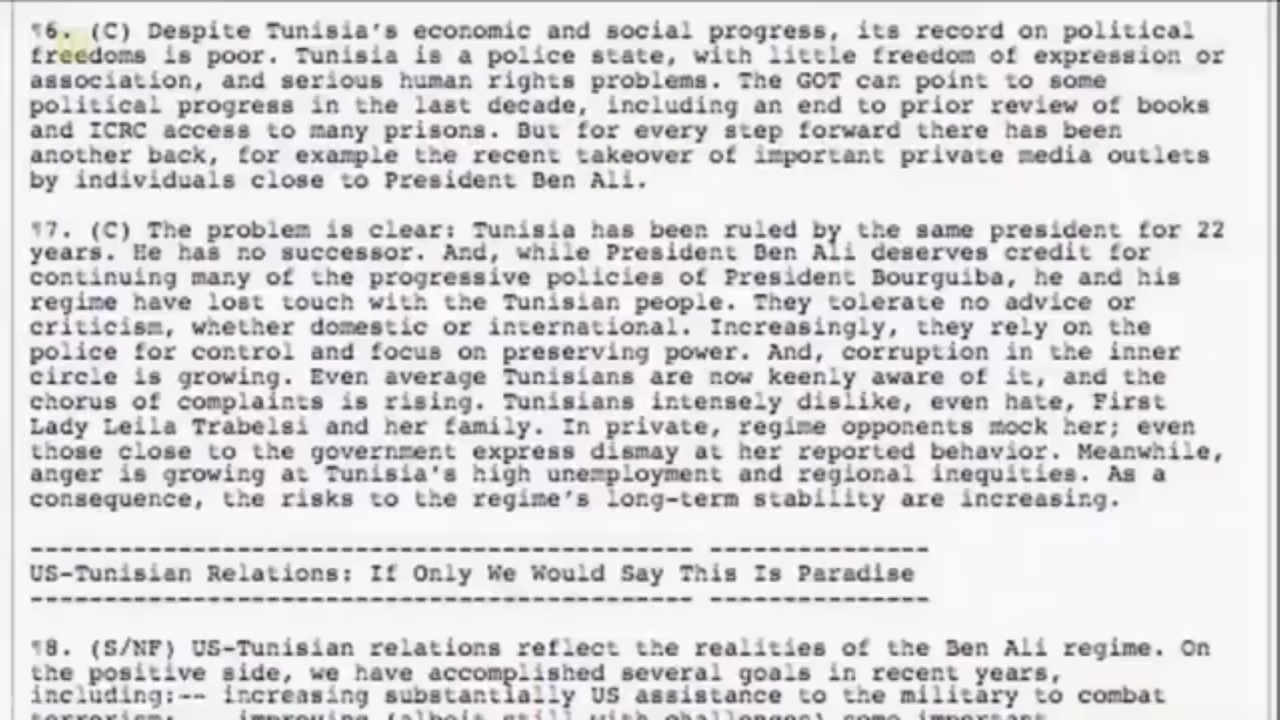 ¶6. (C) Despite Tunisia's economic and social progress, its record on political
freedoms is poor. Tunisia is a police state, with little freedom of expression or
association, and serious human rights problems. The GOT can point to some
political progress in the last decade, including an end to prior review of books
and ICRC access to many prisons. But for every step forward there has been
another back, for example the recent takeover of important private media outlets
by individuals close to President Ben Ali.
¶7. (C) The problem is clear: Tunisia has been ruled by the same president for 22
years. He has no successor. And, while President Ben Ali deserves credit for
continuing many of the progressive policies of President Bourguiba, he and his
regime have lost touch with the Tunisian people. They tolerate no advice or
criticism, whether domestic or international. Increasingly, they rely on the
police for control and focus on preserving power. And, corruption in the inner
circle is growing. Even average Tunisians are now keenly aware of it, and the
chorus of complaints is rising. Tunisians intensely dislike, even hate, First
Lady Leila Trabelsi and her family. In private, regime opponents mock her; even
those close to the government express dismay at her reported behavior. Meanwhile,
anger is growing at Tunisia's high unemployment and regional inequities. As a
consequence, the risks to the regime's long-term stability are increasing.
--------------------------------------------- ---------------
US-Tunisian Relations: If Only We Would Say This Is Paradise
--------------------------------------------- ---------------
¶8. (S/NF) US-Tunisian relations reflect the realities of the Ben Ali regime. On
the positive side, we have accomplished several goals in recent years,
including:-- increasing substantially US assistance to the military to combat
terrorism; improving (albeit still with challenges) some important